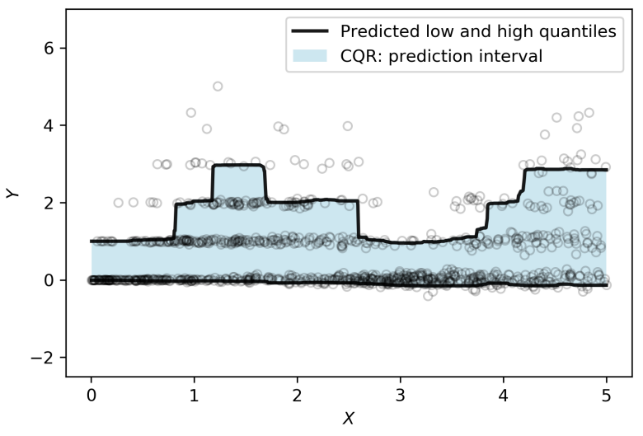 Predicted low and high quantiles
CQR: prediction interval
6
4
2
0
−2
Y
0 1 2 3 4 5
X